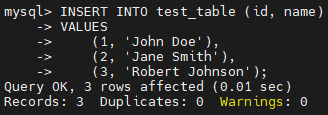 mysql> INSERT INTO test_table (id, name)
    -> VALUES
    ->     (1, 'John Doe'),
    ->     (2, 'Jane Smith'),
    ->     (3, 'Robert Johnson');
Query OK, 3 rows affected (0.01 sec)
Records: 3  Duplicates: 0  Warnings: 0